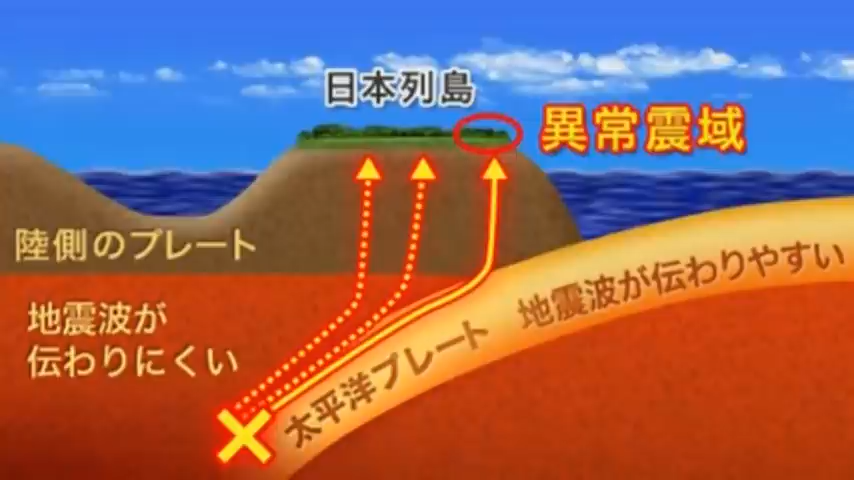 日本列島
異常震域
陸側のプレート
地震波が伝わりやすい
地震波が
伝わりにくい
太平洋プレート